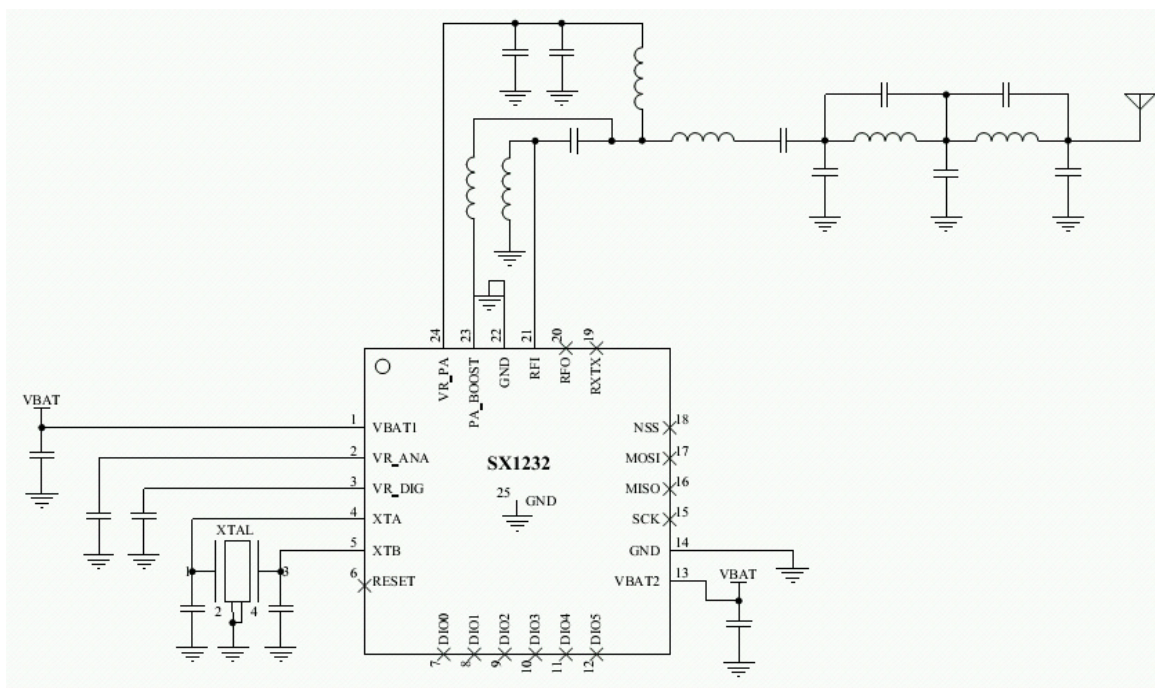 24
23
22
21
20
19
VR_PA
PA_BOOST
GND
RFI
RFO
RXTX
VBAT
1
VBAT1
NSS
18
2
VR_ANA
MOSI
17
SX1232
3
VR_DIG
25
GND
MISO
16
4
XTA
SCK
15
XTAL
5
XTB
GND
14
1
3
6
RESET
VBAT2
13
VBAT
2
4
DIO0
DIO1
DIO2
DIO3
DIO4
DIO5
7
8
9
10
11
12